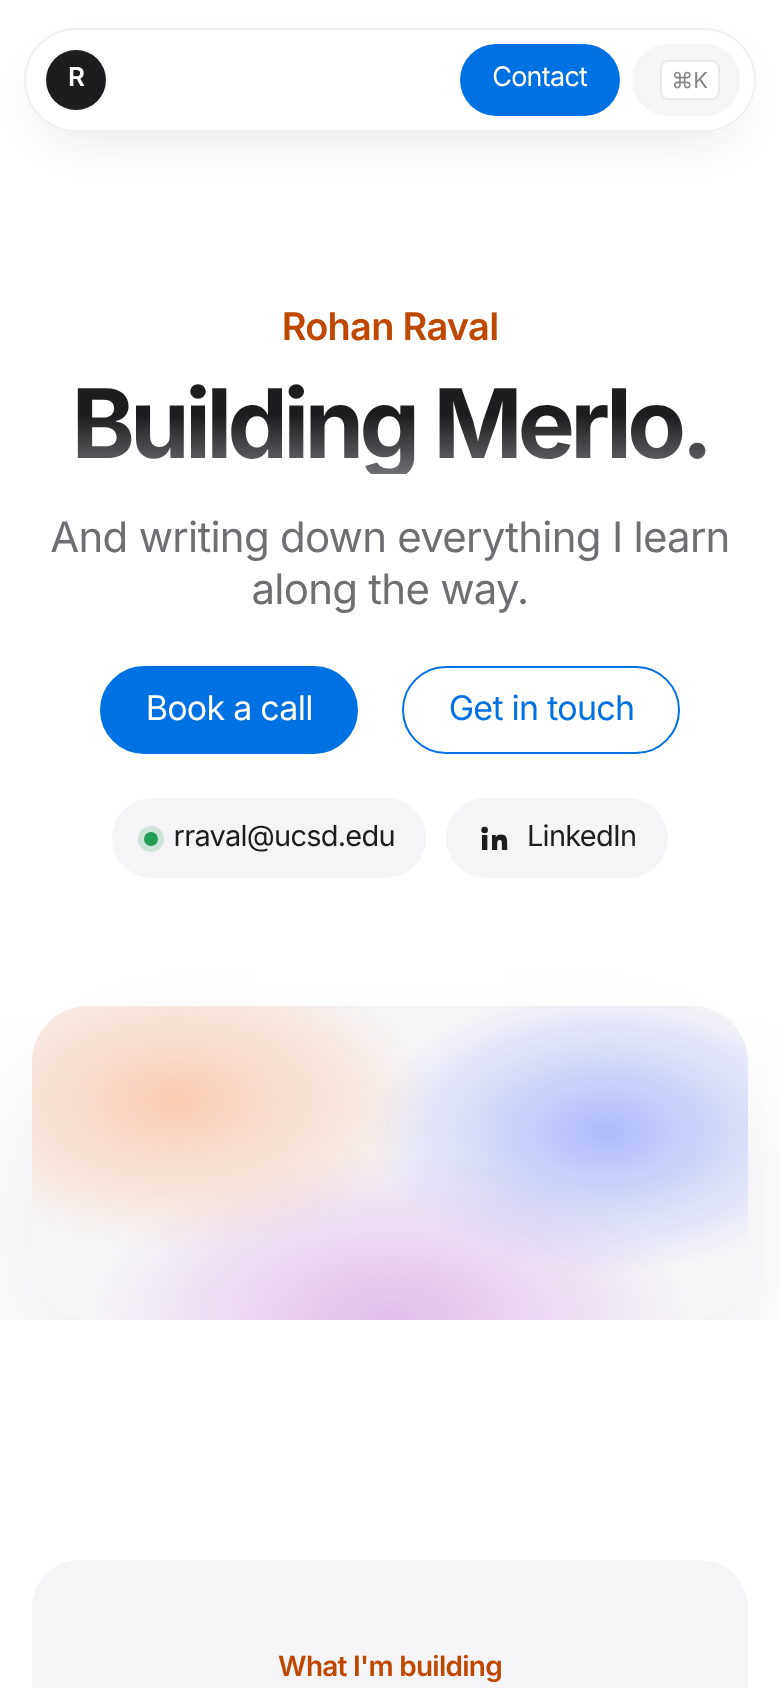 R
Contact
⌘K
Rohan Raval
Building Merlo.
And writing down everything I learn
along the way.
Book a call
Get in touch
rraval@ucsd.edu
in LinkedIn
What I'm building